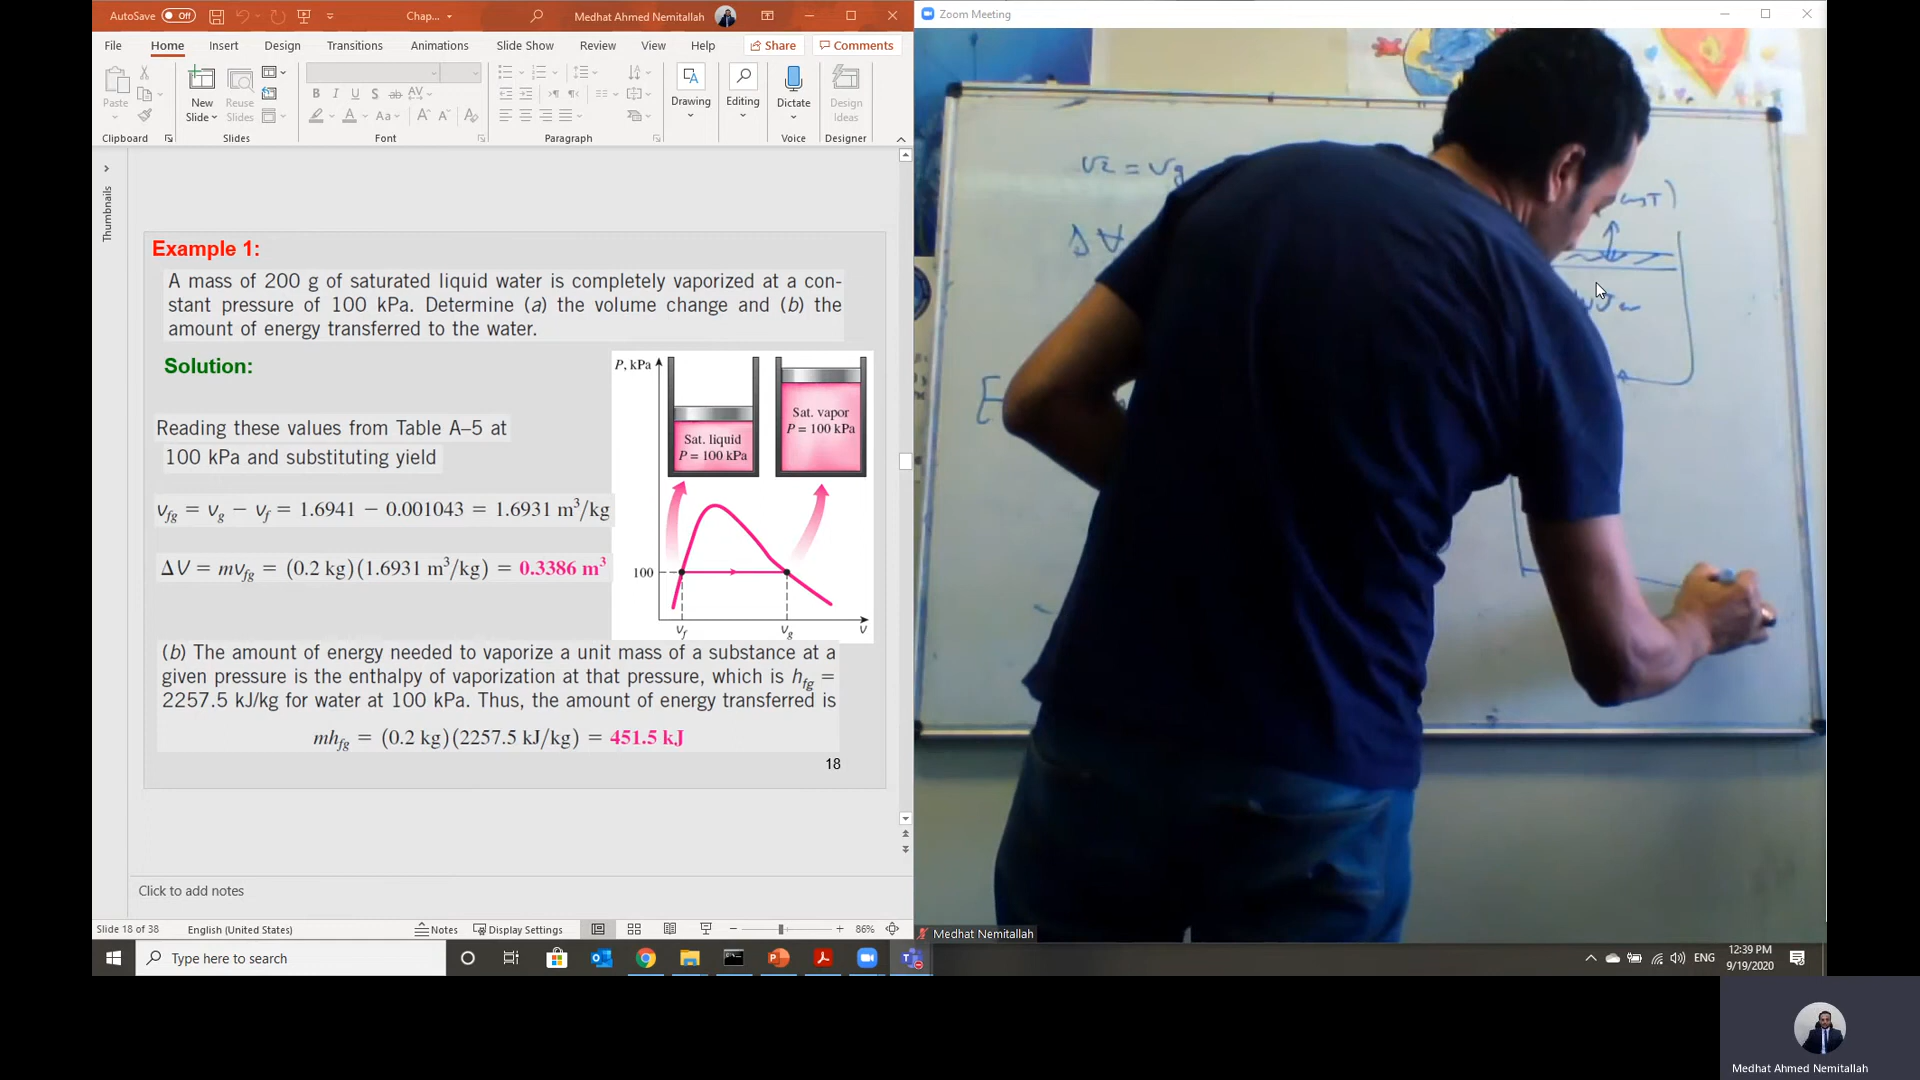 AutoSave Off Chap... Medhat Ahmed Nemitallah
File Home Insert Design Transitions Animations Slide Show Review View Help Share Comments
Paste
New Slide
Reuse Slides
B I U S ab AV
Aa A A
Drawing
Editing
Dictate
Design Ideas
Clipboard Slides Font Paragraph Voice Designer
Thumbnails
Example 1:
A mass of 200 g of saturated liquid water is completely vaporized at a con-
stant pressure of 100 kPa. Determine (a) the volume change and (b) the
amount of energy transferred to the water.
Solution:
Reading these values from Table A–5 at
100 kPa and substituting yield
v_fg = v_g − v_f = 1.6941 − 0.001043 = 1.6931 m³/kg
ΔV = mv_fg = (0.2 kg)(1.6931 m³/kg) = 0.3386 m³
P, kPa
Sat. liquid
P = 100 kPa
Sat. vapor
P = 100 kPa
100
v_f v_g v
(b) The amount of energy needed to vaporize a unit mass of a substance at a
given pressure is the enthalpy of vaporization at that pressure, which is h_fg =
2257.5 kJ/kg for water at 100 kPa. Thus, the amount of energy transferred is
mh_fg = (0.2 kg)(2257.5 kJ/kg) = 451.5 kJ
18
Click to add notes
Slide 18 of 38 English (United States) Notes Display Settings 86%
Type here to search
Zoom Meeting
v2 = vg
Δ V
E
Medhat Nemitallah
ENG
12:39 PM
9/19/2020
Medhat Ahmed Nemitallah